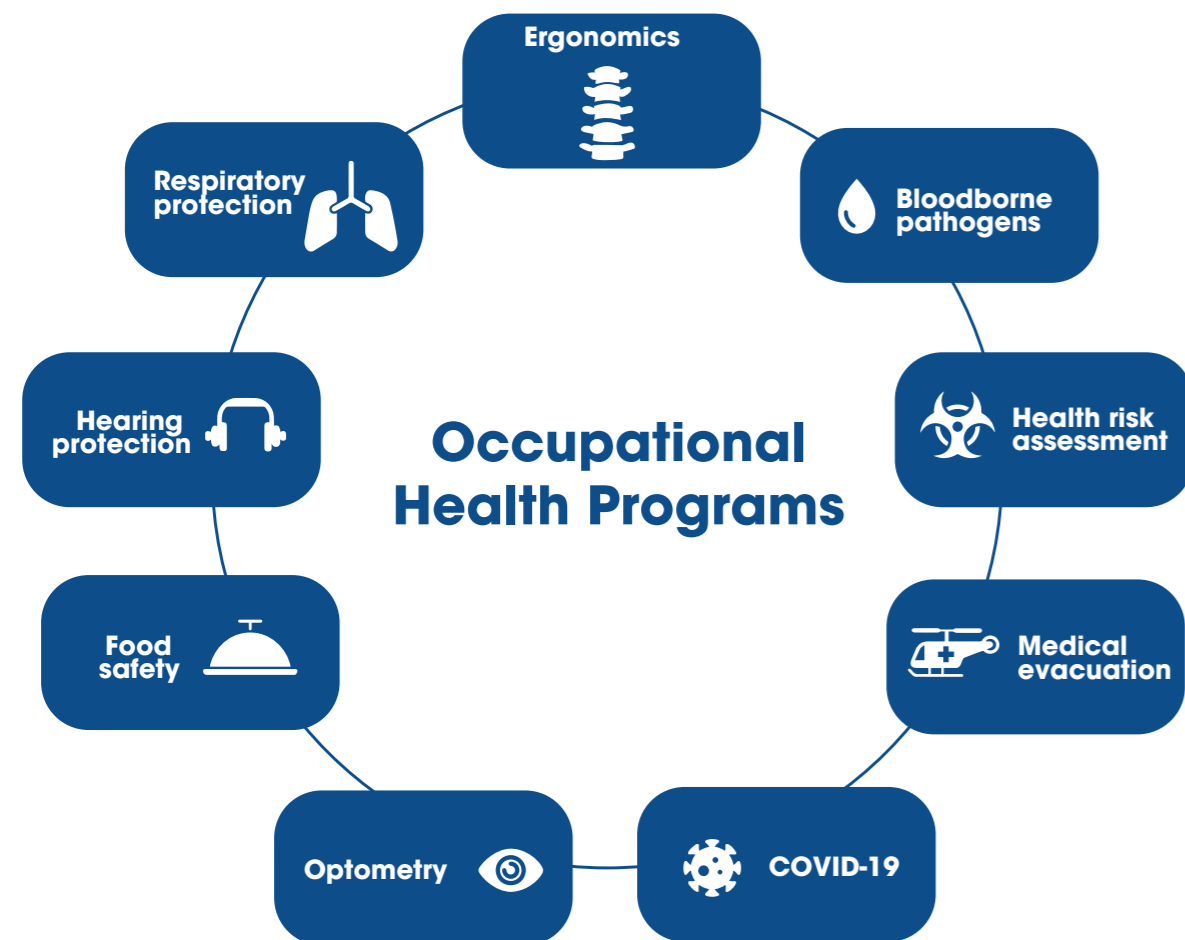 Ergonomics
Bloodborne
pathogens
Health risk
assessment
Medical
evacuation
COVID-19
Optometry
Food
safety
Hearing
protection
Respiratory
protection
Occupational
Health Programs